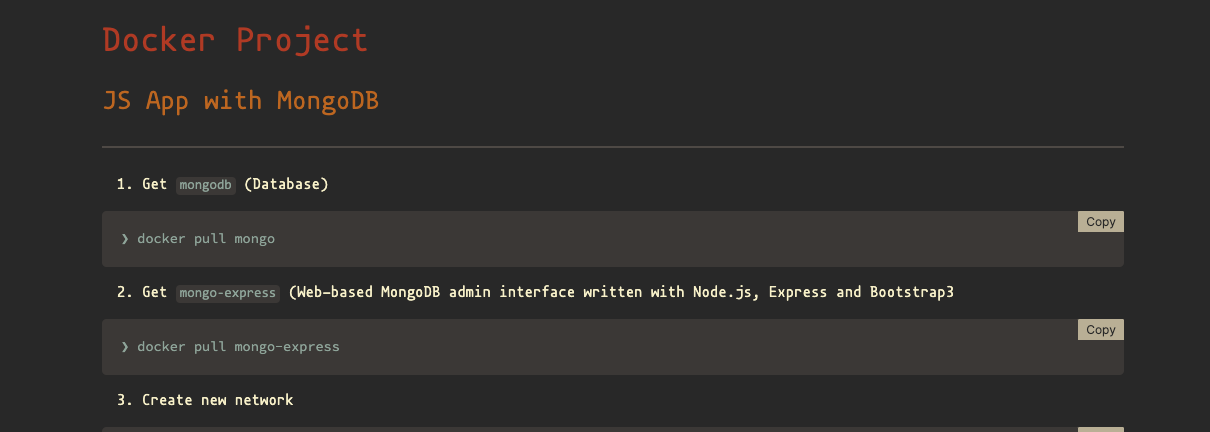 Docker Project
JS App with MongoDB
1. Get mongodb (Database)
Copy
❯ docker pull mongo
2. Get mongo-express (Web-based MongoDB admin interface written with Node.js, Express and Bootstrap3
Copy
❯ docker pull mongo-express
3. Create new network